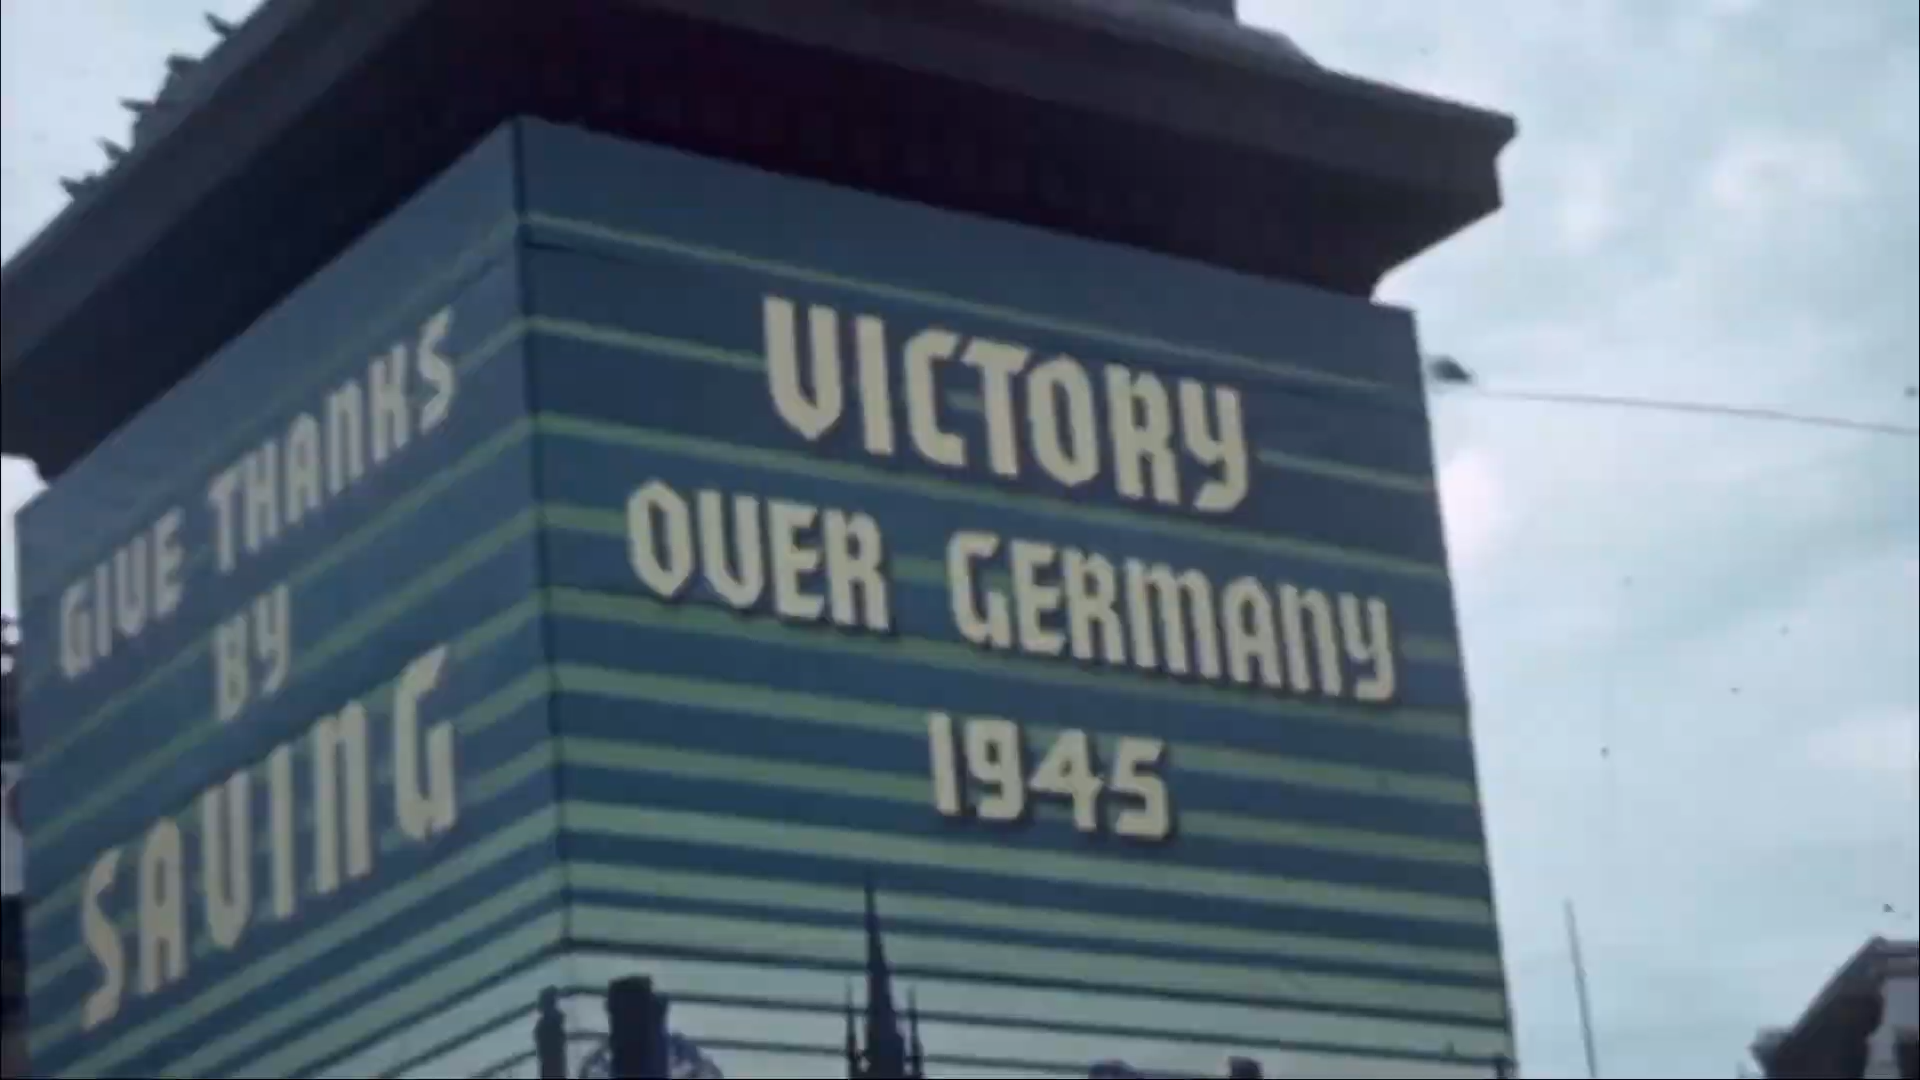 GIVE THANKS
BY
SAVING
VICTORY
OVER GERMANY
1945